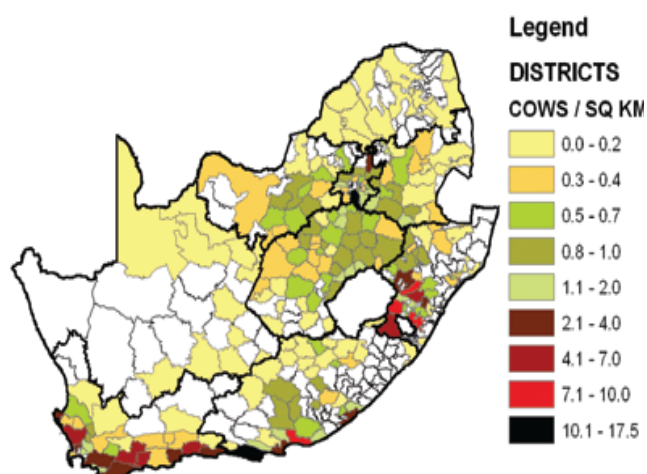 Legend
DISTRICTS
COWS / SQ KM
0.0 - 0.2
0.3 - 0.4
0.5 - 0.7
0.8 - 1.0
1.1 - 2.0
2.1 - 4.0
4.1 - 7.0
7.1 - 10.0
10.1 - 17.5